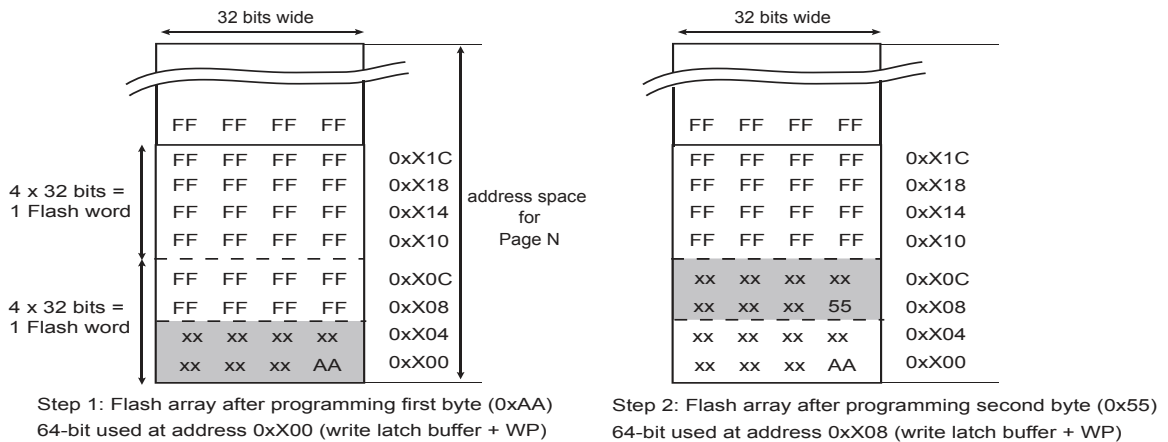 32 bits wide
FF FF FF FF
FF FF FF FF 0xX1C
FF FF FF FF 0xX18
FF FF FF FF 0xX14
FF FF FF FF 0xX10
FF FF FF FF 0xX0C
FF FF FF FF 0xX08
xx xx xx xx 0xX04
xx xx xx AA 0xX00
4 x 32 bits =
1 Flash word
4 x 32 bits =
1 Flash word
address space
for
Page N
Step 1: Flash array after programming first byte (0xAA)
64-bit used at address 0xX00 (write latch buffer + WP)
32 bits wide
FF FF FF FF
FF FF FF FF 0xX1C
FF FF FF FF 0xX18
FF FF FF FF 0xX14
FF FF FF FF 0xX10
xx xx xx xx 0xX0C
xx xx xx 55 0xX08
xx xx xx xx 0xX04
xx xx xx AA 0xX00
Step 2: Flash array after programming second byte (0x55)
64-bit used at address 0xX08 (write latch buffer + WP)